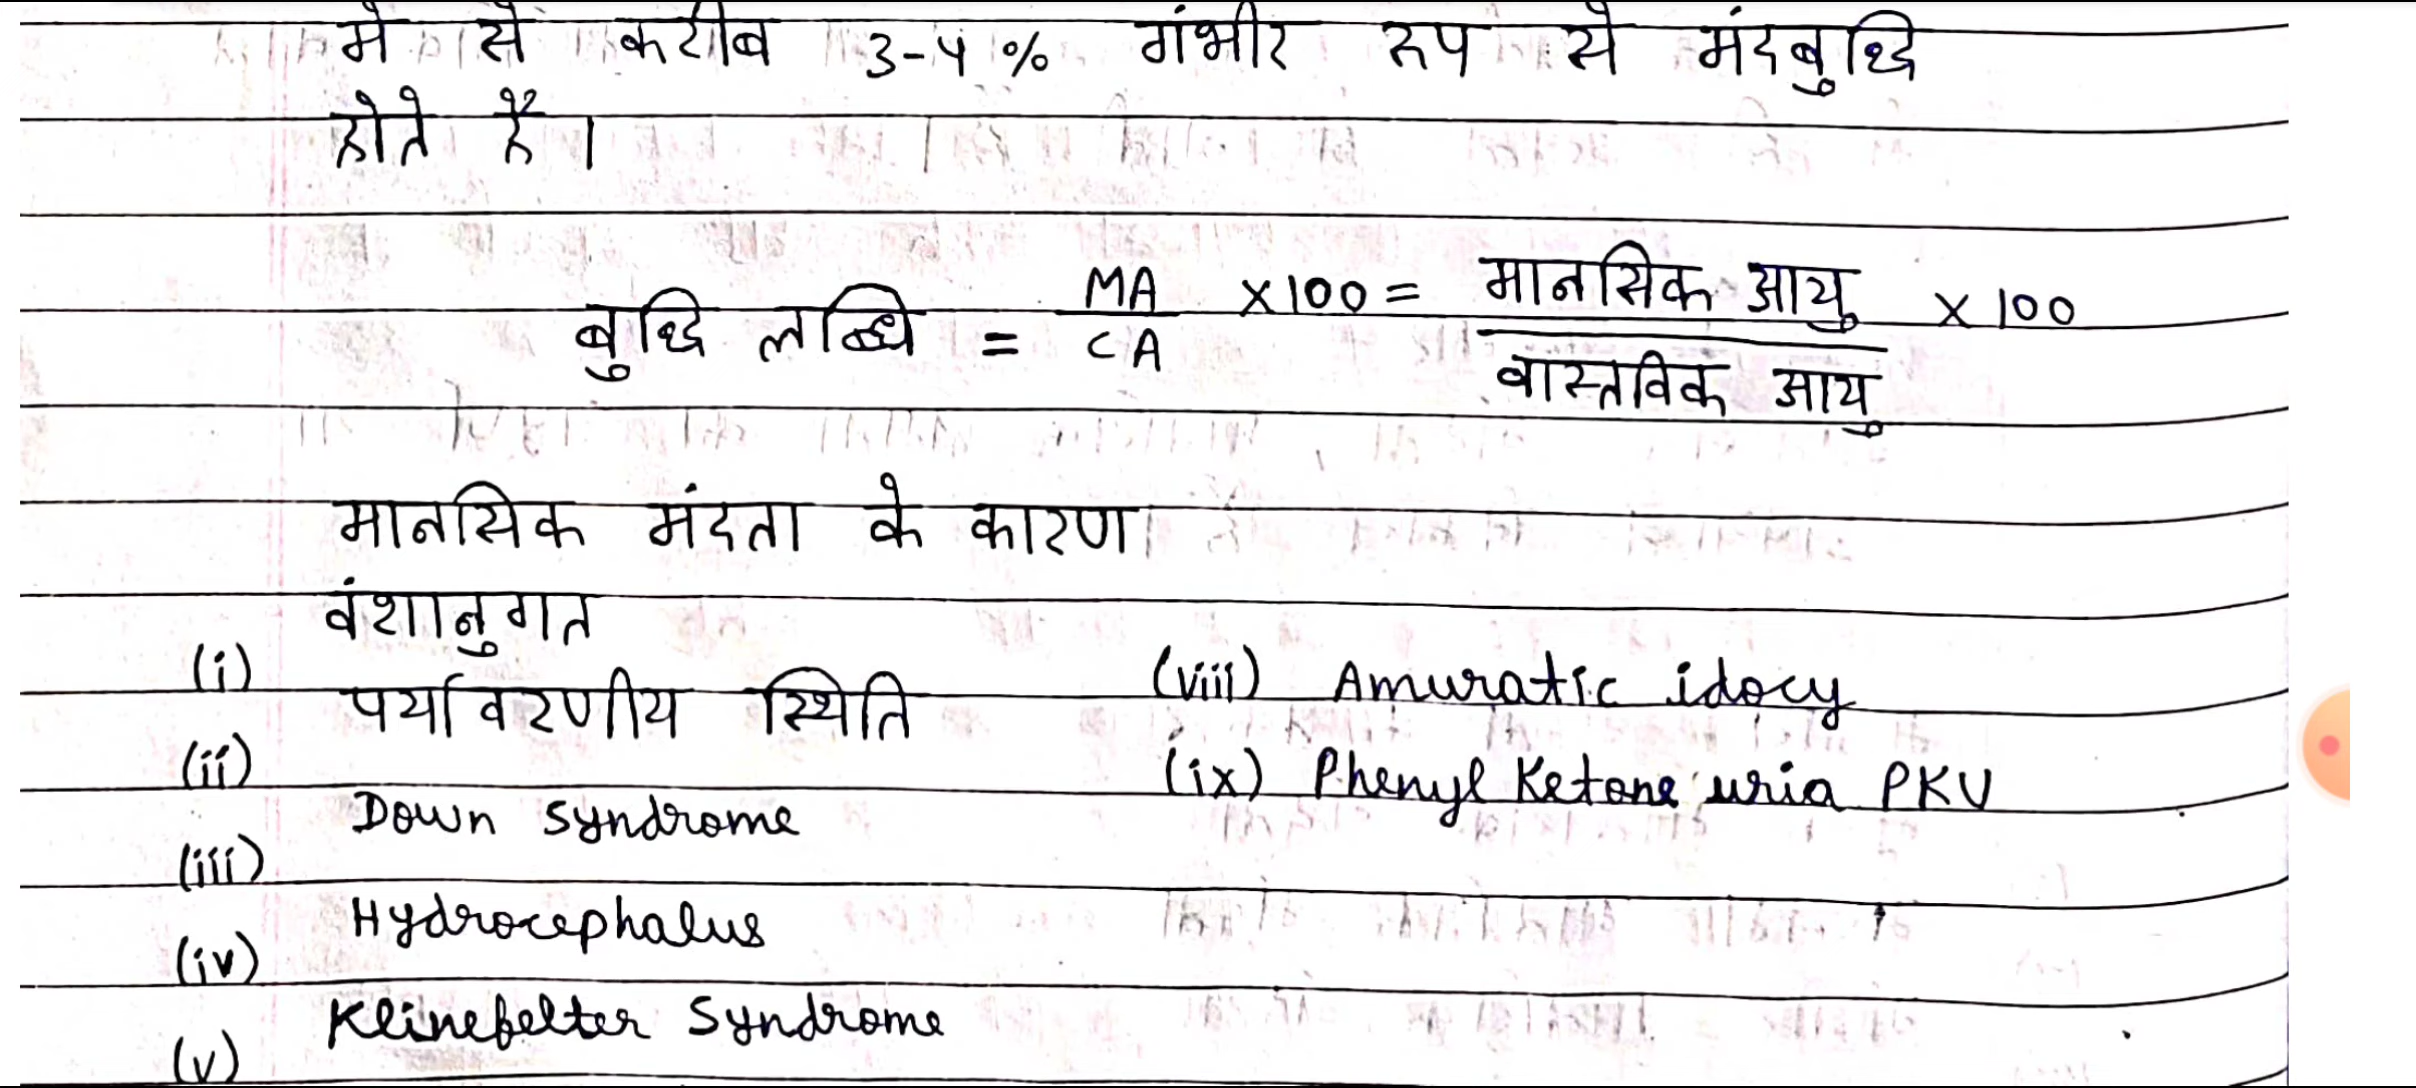 में से करीब 3-4 % गंभीर रूप से मंदबुद्धि
होते हैं ।
बुद्धि लब्धि = MA/CA X100 = मानसिक आयु/वास्तविक आयु X 100
मानसिक मंदता के कारण
(i) वंशानुगत
(ii) पर्यावरणीय स्थिति
(iii) Down syndrome
(iv) Hydrocephalus
(v) Klinefelter Syndrome
(viii) Amuratic idocy
(ix) Phenyl Ketone uria PKU